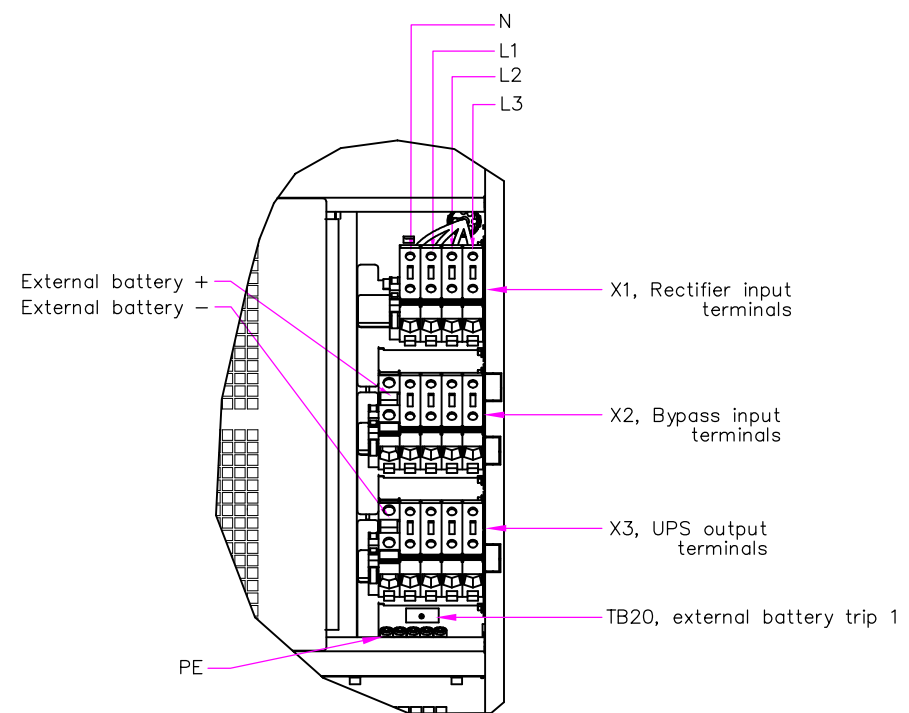 N
L1
L2
L3
External battery +
External battery −
X1, Rectifier input
terminals
X2, Bypass input
terminals
X3, UPS output
terminals
TB20, external battery trip 1
PE